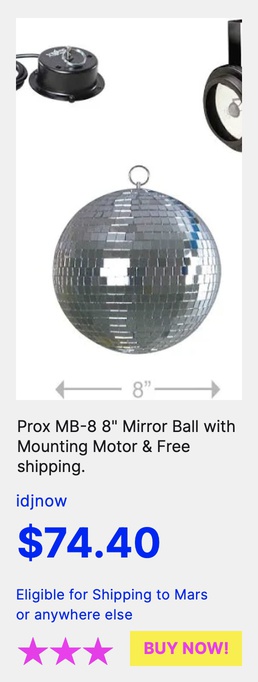 8”
Prox MB-8 8" Mirror Ball with
Mounting Motor & Free
shipping.
idjnow
$74.40
Eligible for Shipping to Mars
or anywhere else
BUY NOW!